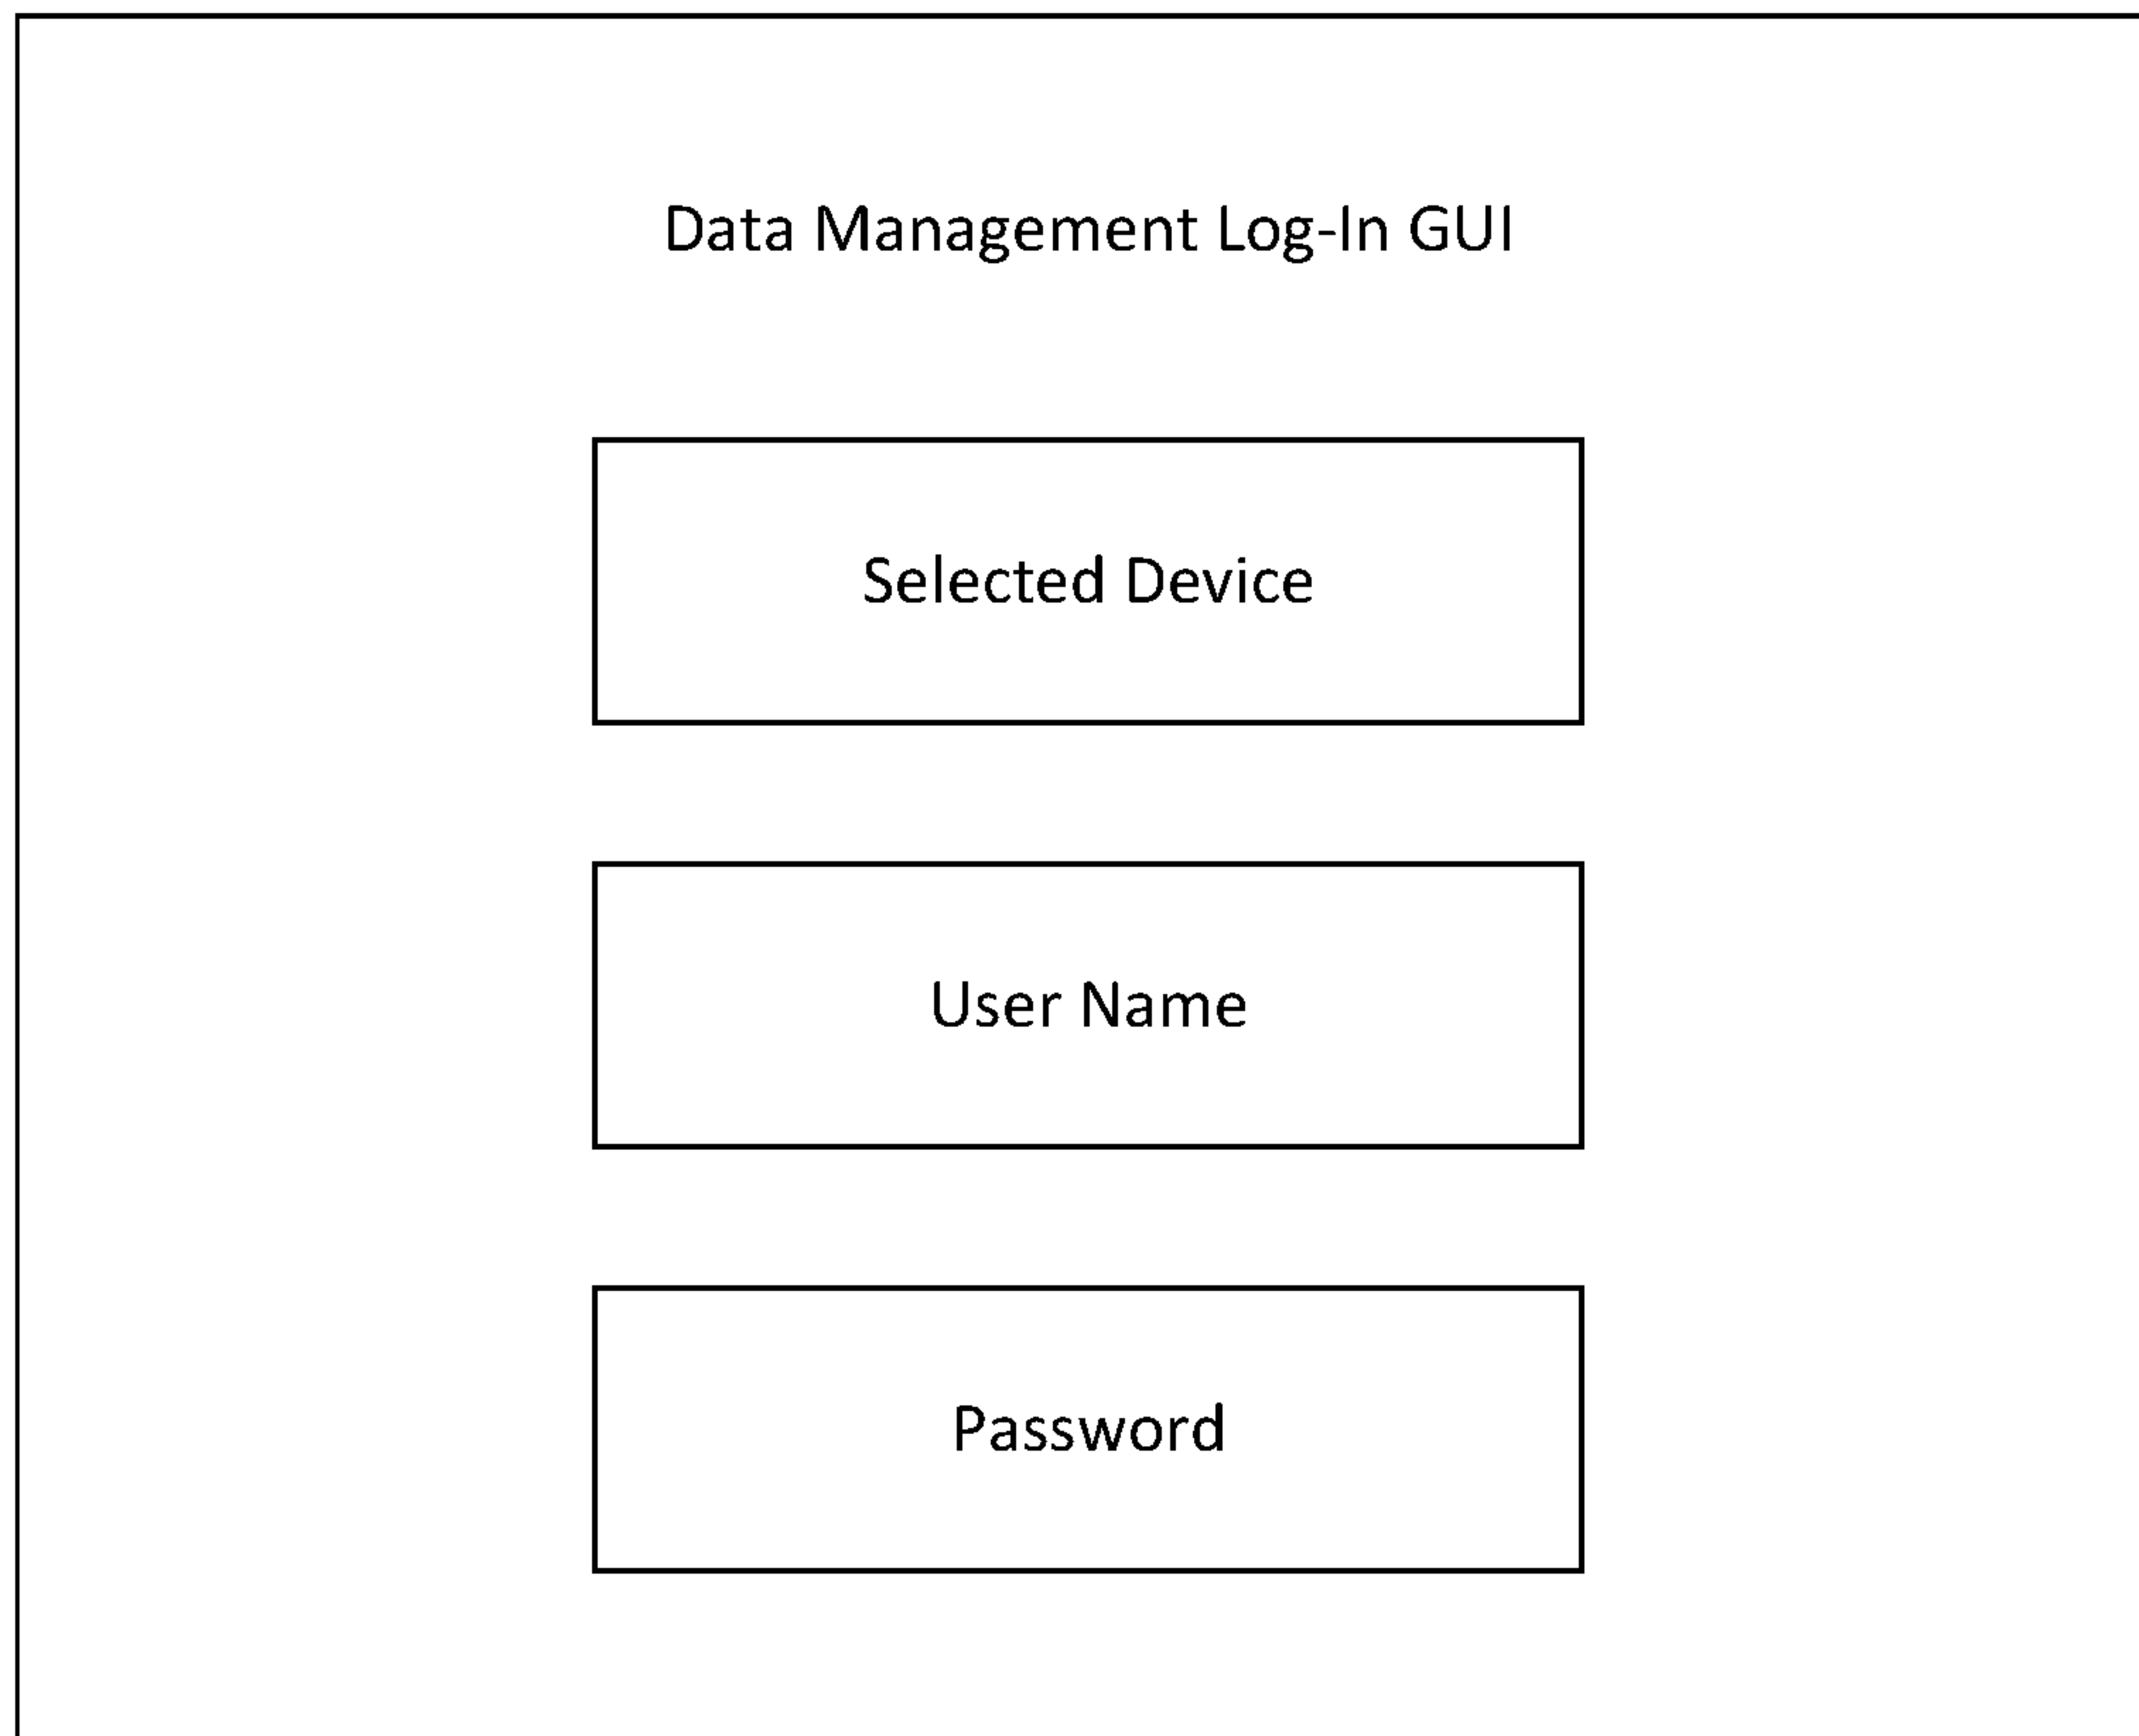 Data Management Log-In GUI
Selected Device
User Name
Password